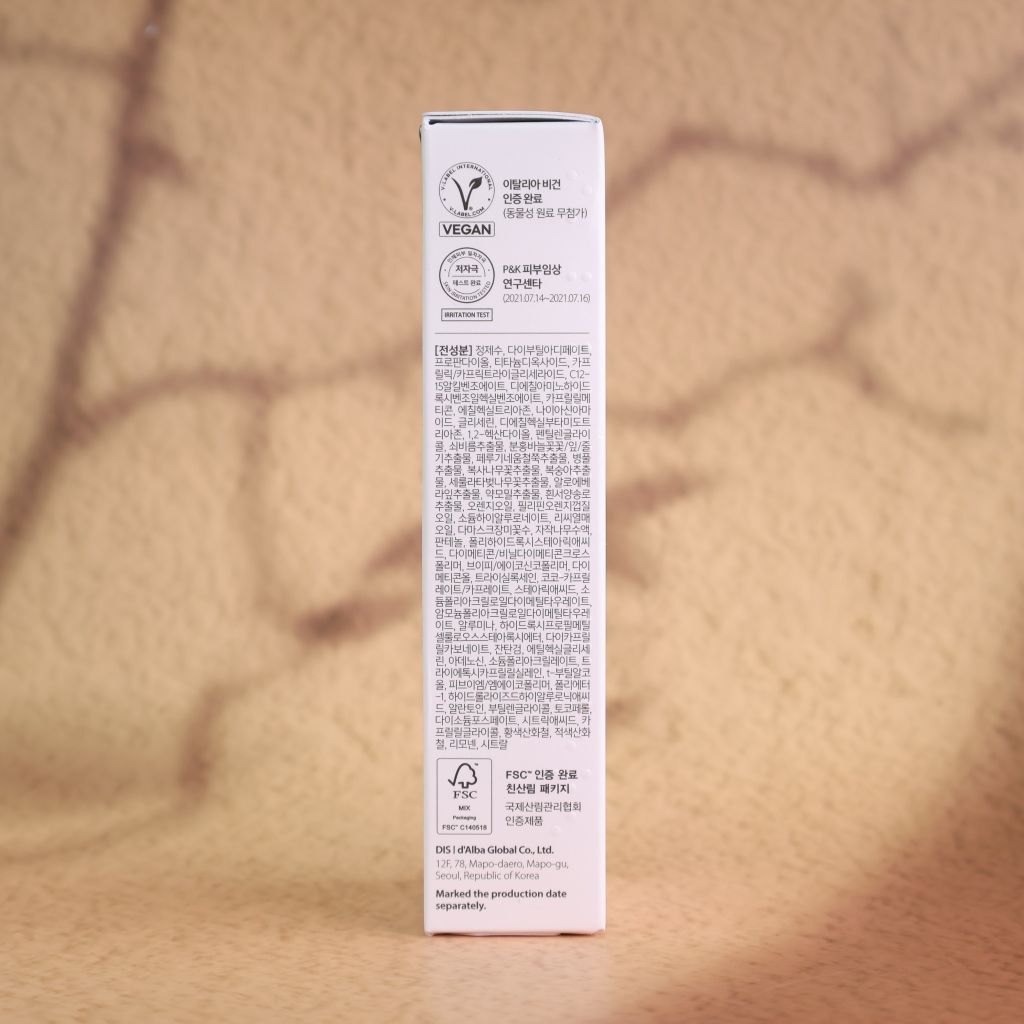 V-LABEL INTERNATIONAL
V-LABEL.COM
VEGAN
이탈리아 비건
인증 완료
(동물성 원료 무첨가)
인체피부 일차자극
저자극
테스트 완료
SKIN IRRITATION TESTED
IRRITATION TEST
P&K 피부임상
연구센타
(2021.07.14~2021.07.16)
[전성분] 정제수, 다이부틸아디페이트,
프로판다이올, 티타늄디옥사이드, 카프
릴릭/카프릭트라이글리세라이드, C12-
15알킬벤조에이트, 디에칠아미노하이드
록시벤조일헥실벤조에이트, 카프릴릴메
티콘, 에칠헥실트리아존, 나이아신아마
이드, 글리세린, 디에칠헥실부타미도트
리아존, 1,2-헥산다이올, 펜틸렌글라이
콜, 쇠비름추출물, 분홍바늘꽃꽃/잎/줄
기추출물, 페루기네움철쭉추출물, 병풀
추출물, 복사나무꽃추출물, 복숭아추출
물, 세룰라타벚나무꽃추출물, 알로에베
라잎추출물, 약모밀추출물, 흰서양송로
추출물, 오렌지오일, 필리핀오렌지껍질
오일, 소듐하이알루로네이트, 리씨열매
오일, 다마스크장미꽃수, 자작나무수액,
판테놀, 폴리하이드록시스테아릭애씨
드, 다이메티콘/비닐다이메티콘크로스
폴리머, 브이피/에이코신코폴리머, 다이
메티콘올, 트라이실록세인, 코코-카프릴
레이트/카프레이트, 스테아릭애씨드, 소
듐폴리아크릴로일다이메틸타우레이트,
암모늄폴리아크릴로일다이메틸타우레
이트, 알루미나, 하이드록시프로필메틸
셀룰로오스스테아록시에터, 다이카프릴
릴카보네이트, 잔탄검, 에틸헥실글리세
린, 아데노신, 소듐폴리아크릴레이트, 트
라이에톡시카프릴릴실레인, t-부틸알코
올, 피브이엠/엠에이코폴리머, 폴리에터
-1, 하이드롤라이즈드하이알루로닉애씨
드, 알란토인, 부틸렌글라이콜, 토코페롤,
다이소듐포스페이트, 시트릭애씨드, 카
프릴릴글라이콜, 황색산화철, 적색산화
철, 리모넨, 시트랄
FSC
MIX
Packaging
FSC™ C140518
FSC™ 인증 완료
친산림 패키지
국제산림관리협회
인증제품
DIS | d'Alba Global Co., Ltd.
12F, 78, Mapo-daero, Mapo-gu,
Seoul, Republic of Korea
Marked the production date
separately.